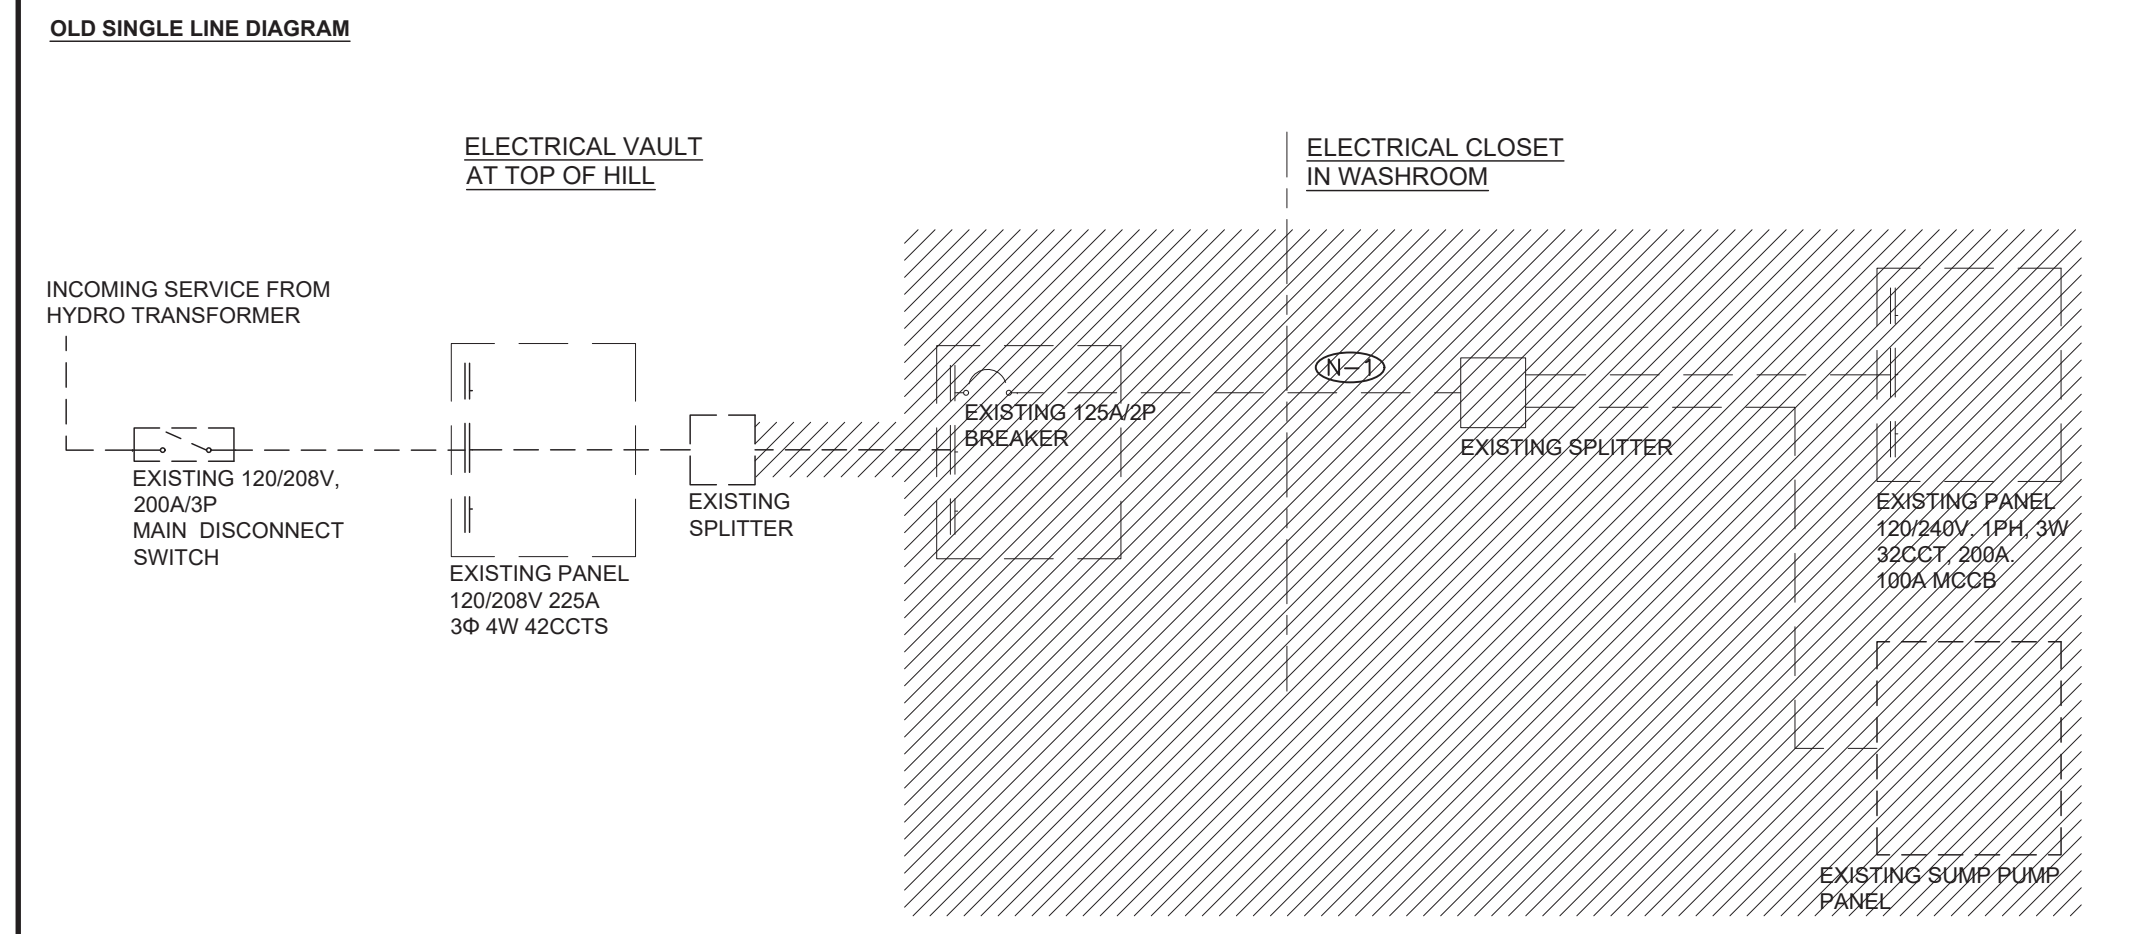 OLD SINGLE LINE DIAGRAM
ELECTRICAL VAULT
AT TOP OF HILL
ELECTRICAL CLOSET
IN WASHROOM
INCOMING SERVICE FROM
HYDRO TRANSFORMER
EXISTING 120/208V,
200A/3P
MAIN DISCONNECT
SWITCH
EXISTING PANEL
120/208V 225A
3Φ 4W 42CCTS
EXISTING
SPLITTER
EXISTING 125A/2P
BREAKER
N-1
EXISTING SPLITTER
EXISTING PANEL
120/240V. 1PH, 3W
32CCT, 200A.
100A MCCB
EXISTING SUMP PUMP
PANEL